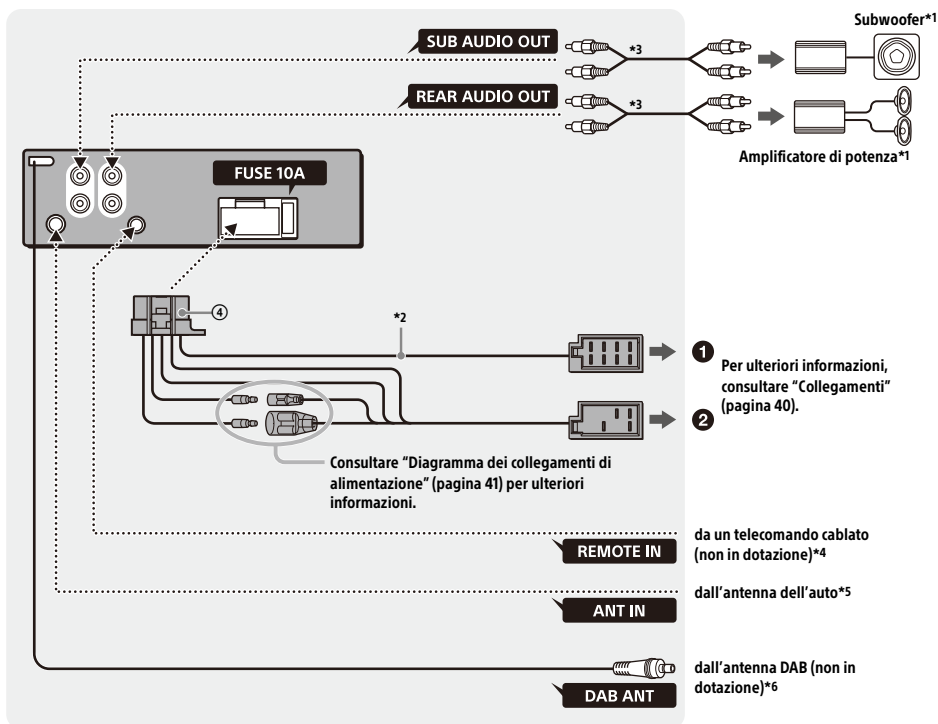 Subwoofer*1
SUB AUDIO OUT
*3
REAR AUDIO OUT
*3
Amplificatore di potenza*1
FUSE 10A
④
*2
❶
Per ulteriori informazioni,
consultare "Collegamenti"
(pagina 40).
❷
Consultare "Diagramma dei collegamenti di
alimentazione" (pagina 41) per ulteriori
informazioni.
da un telecomando cablato
(non in dotazione)*4
REMOTE IN
dall'antenna dell'auto*5
ANT IN
dall'antenna DAB (non in
dotazione)*6
DAB ANT